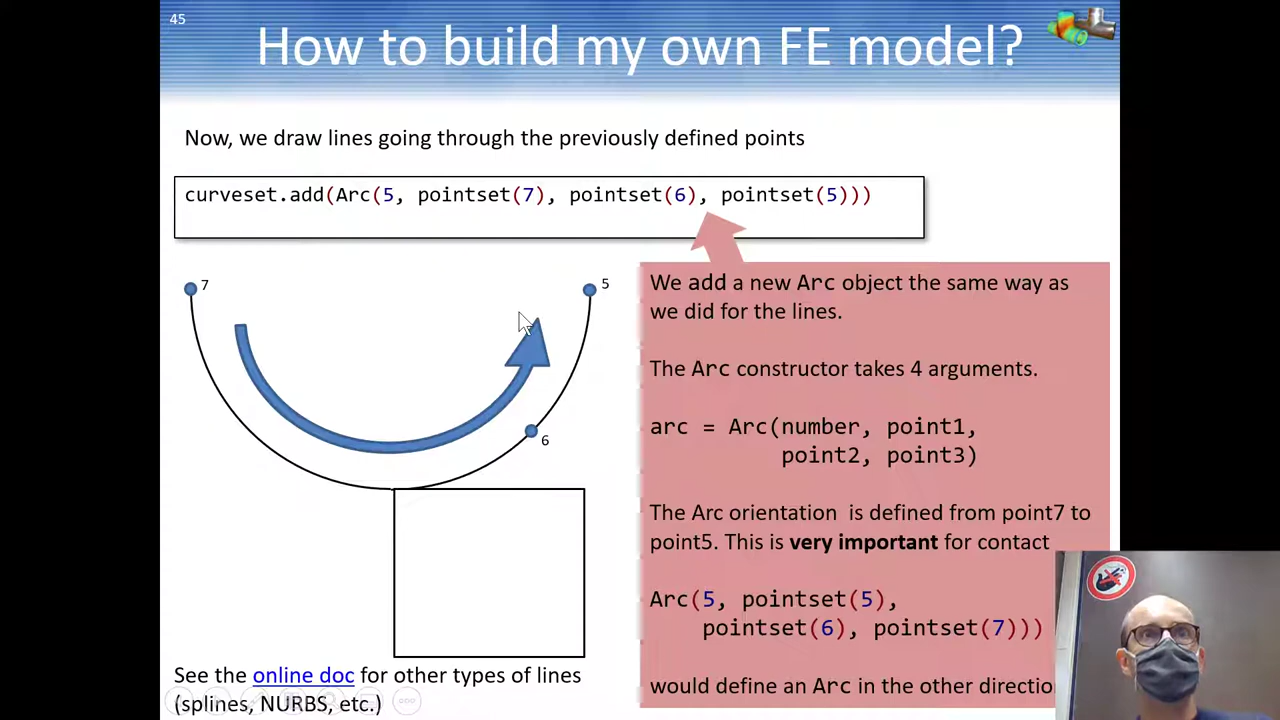 45
How to build my own FE model?
Now, we draw lines going through the previously defined points
curveset.add(Arc(5, pointset(7), pointset(6), pointset(5)))
7
5
6
We add a new Arc object the same way as
we did for the lines.
The Arc constructor takes 4 arguments.
arc = Arc(number, point1,
point2, point3)
The Arc orientation is defined from point7 to
point5. This is very important for contact
Arc(5, pointset(5),
pointset(6), pointset(7)))
would define an Arc in the other directio
See the online doc for other types of lines
(splines, NURBS, etc.)